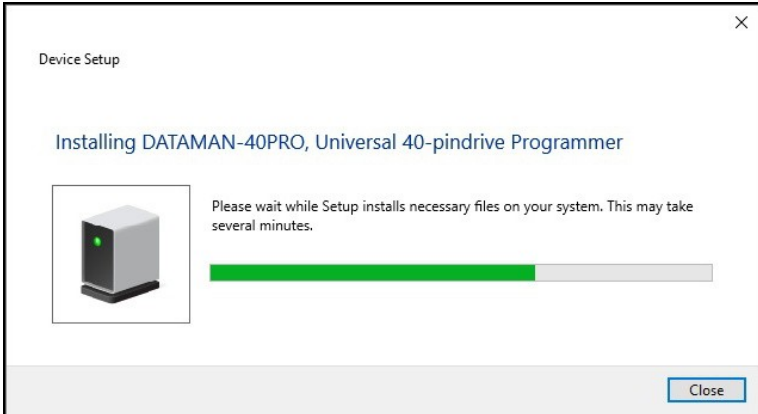 Device Setup
Installing DATAMAN-40PRO, Universal 40-pindrive Programmer
Please wait while Setup installs necessary files on your system. This may take
several minutes.
Close